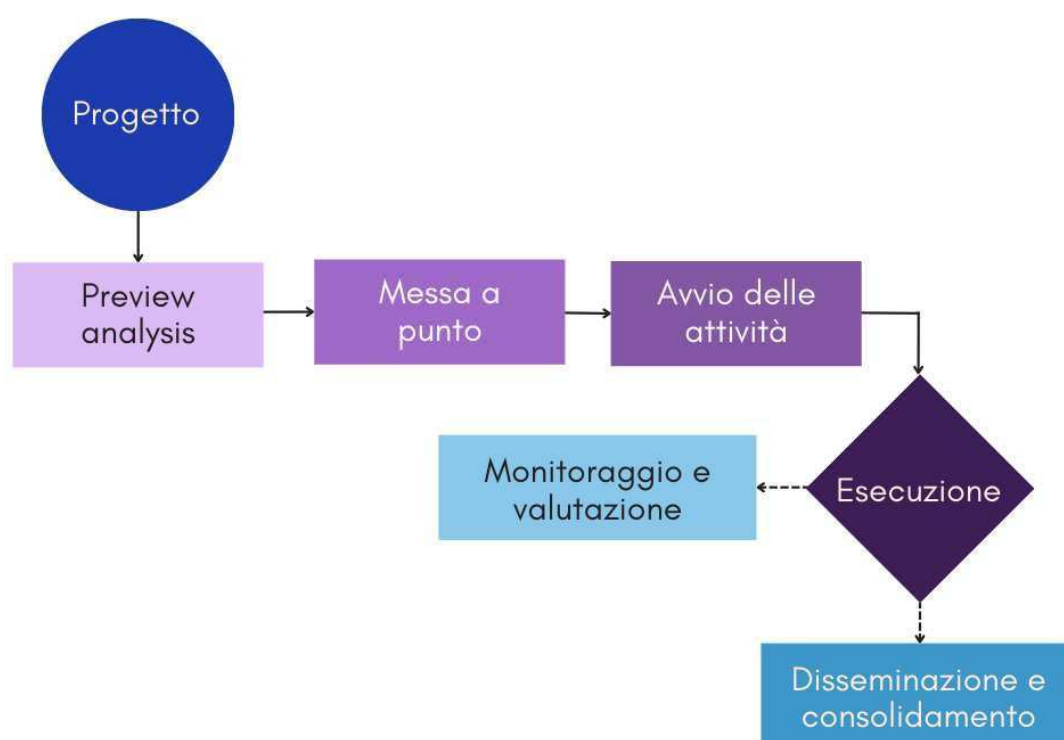 Progetto
Preview
analysis
Messa a
punto
Avvio delle
attività
Monitoraggio e
valutazione
Esecuzione
Disseminazione e
consolidamento